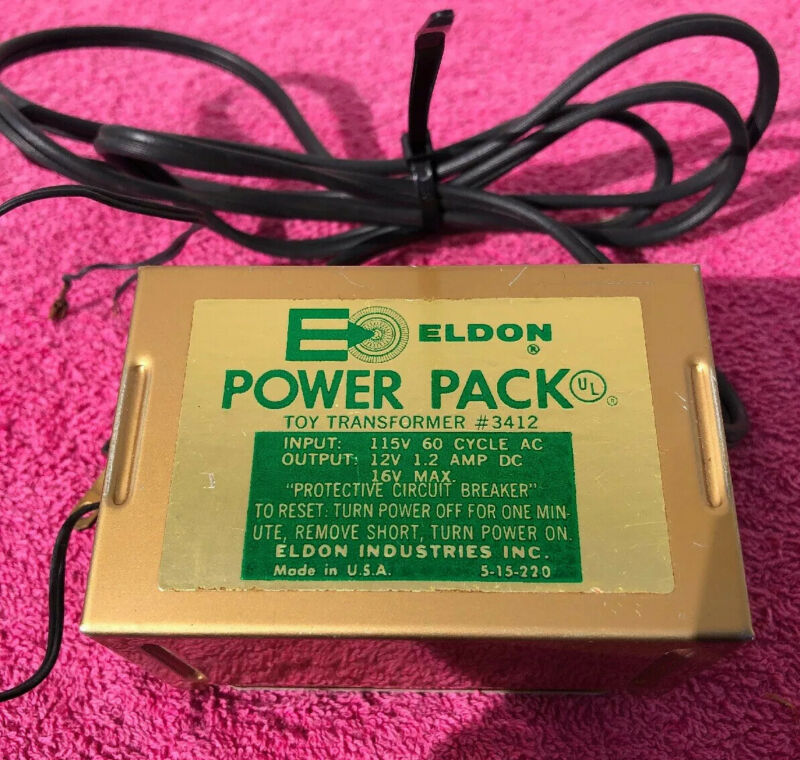 E ELDON ®
POWER PACK UL ®
TOY TRANSFORMER #3412
INPUT: 115V 60 CYCLE AC
OUTPUT: 12V 1.2 AMP DC
16V MAX.
"PROTECTIVE CIRCUIT BREAKER"
TO RESET: TURN POWER OFF FOR ONE MIN-
UTE, REMOVE SHORT, TURN POWER ON.
ELDON INDUSTRIES INC.
Made in U.S.A. 5-15-220